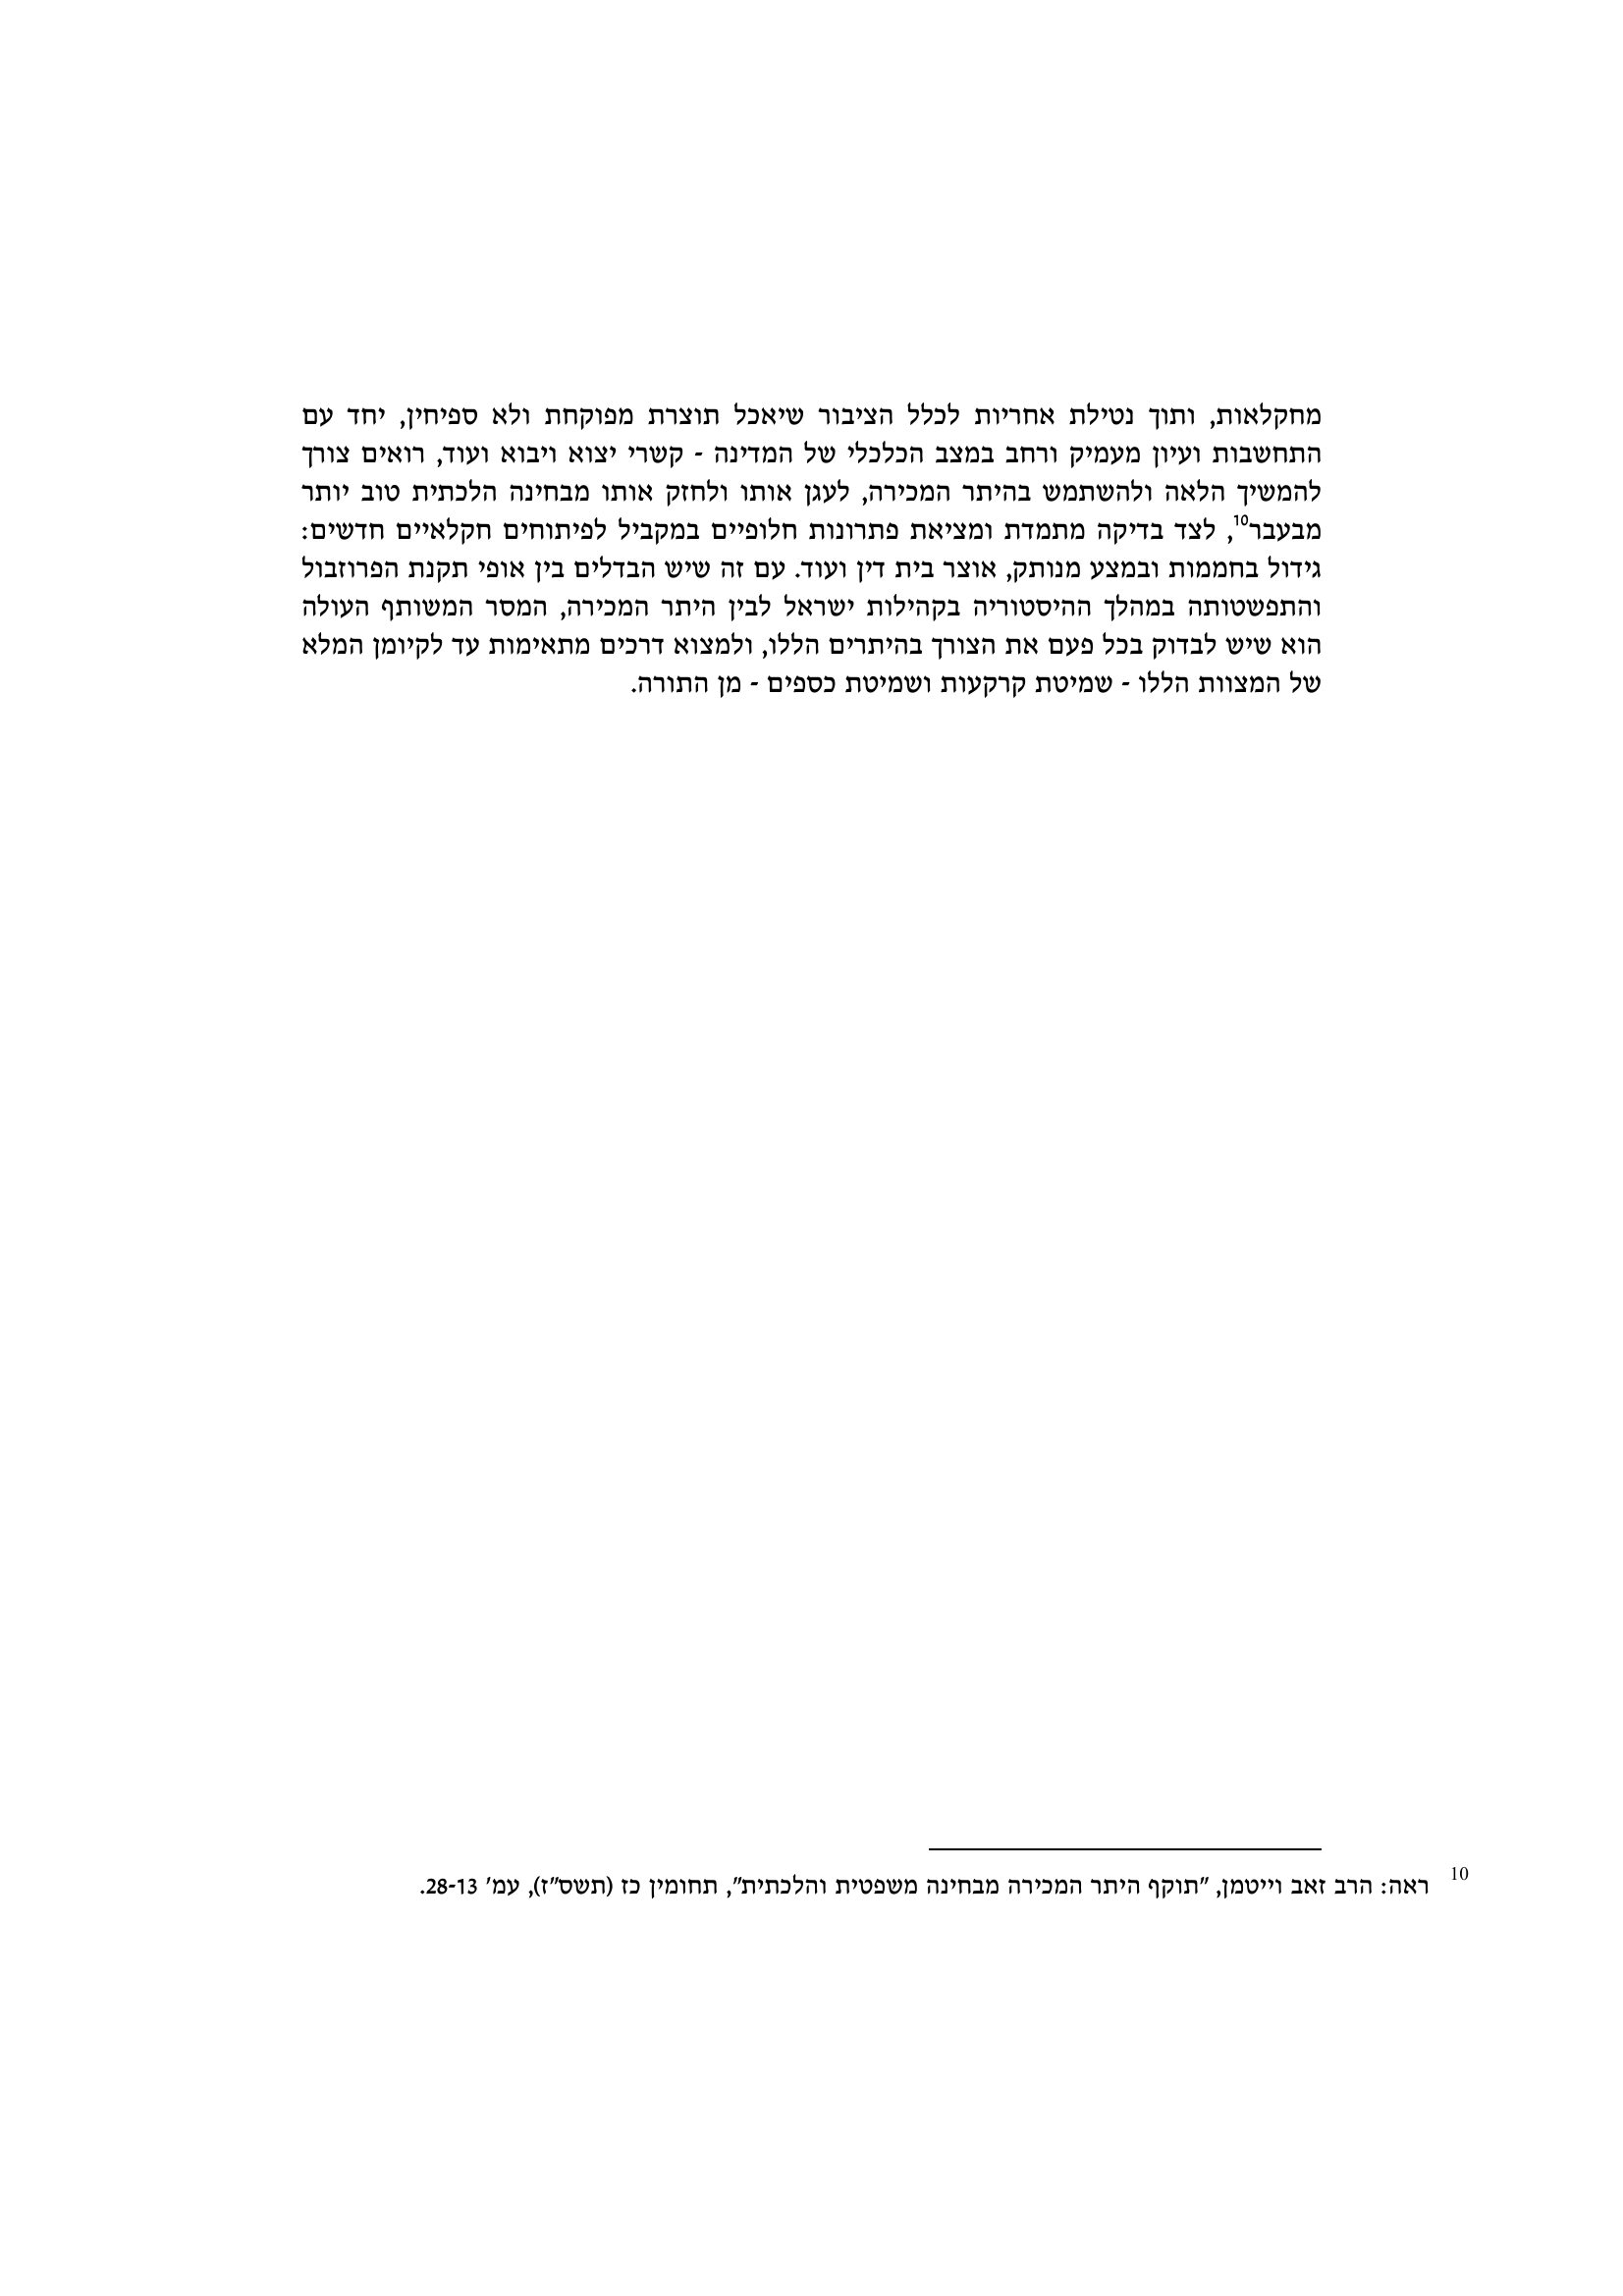 מחקלאות, ותוך נטילת אחריות לכלל הציבור שיאכל תוצרת מפוקחת ולא ספיחין, יחד עם
התחשבות ועיון מעמיק ורחב במצב הכלכלי של המדינה - קשרי יצוא ויבוא ועוד, רואים צורך
להמשיך הלאה ולהשתמש בהיתר המכירה, לעגן אותו ולחזק אותו מבחינה הלכתית טוב יותר
מבעבר10, לצד בדיקה מתמדת ומציאת פתרונות חלופיים במקביל לפיתוחים חקלאיים חדשים:
גידול בחממות ובמצע מנותק, אוצר בית דין ועוד. עם זה שיש הבדלים בין אופי תקנת הפרוזבול
והתפשטותה במהלך ההיסטוריה בקהילות ישראל לבין היתר המכירה, המסר המשותף העולה
הוא שיש לבדוק בכל פעם את הצורך בהיתרים הללו, ולמצוא דרכים מתאימות עד לקיומן המלא
של המצוות הללו - שמיטת קרקעות ושמיטת כספים - מן התורה.
10 ראה: הרב זאב וייטמן, "תוקף היתר המכירה מבחינה משפטית והלכתית", תחומין כז (תשס"ז), עמ' 28-13.